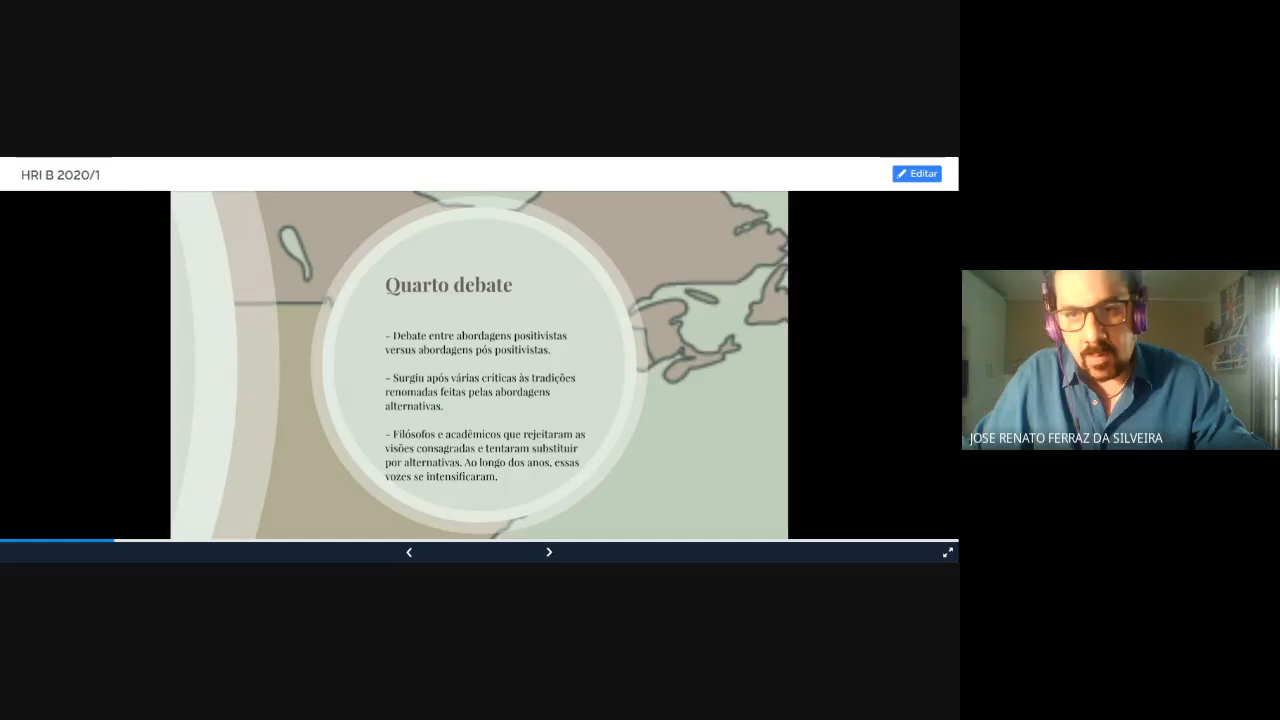 HRI B 2020/1
Editar
Quarto debate
- Debate entre abordagens positivistas
versus abordagens pós positivistas.
- Surgiu após várias críticas às tradições
renomadas feitas pelas abordagens
alternativas.
- Filósofos e acadêmicos que rejeitaram as
visões consagradas e tentaram substituir
por alternativas. Ao longo dos anos, essas
vozes se intensificaram.
JOSE RENATO FERRAZ DA SILVEIRA